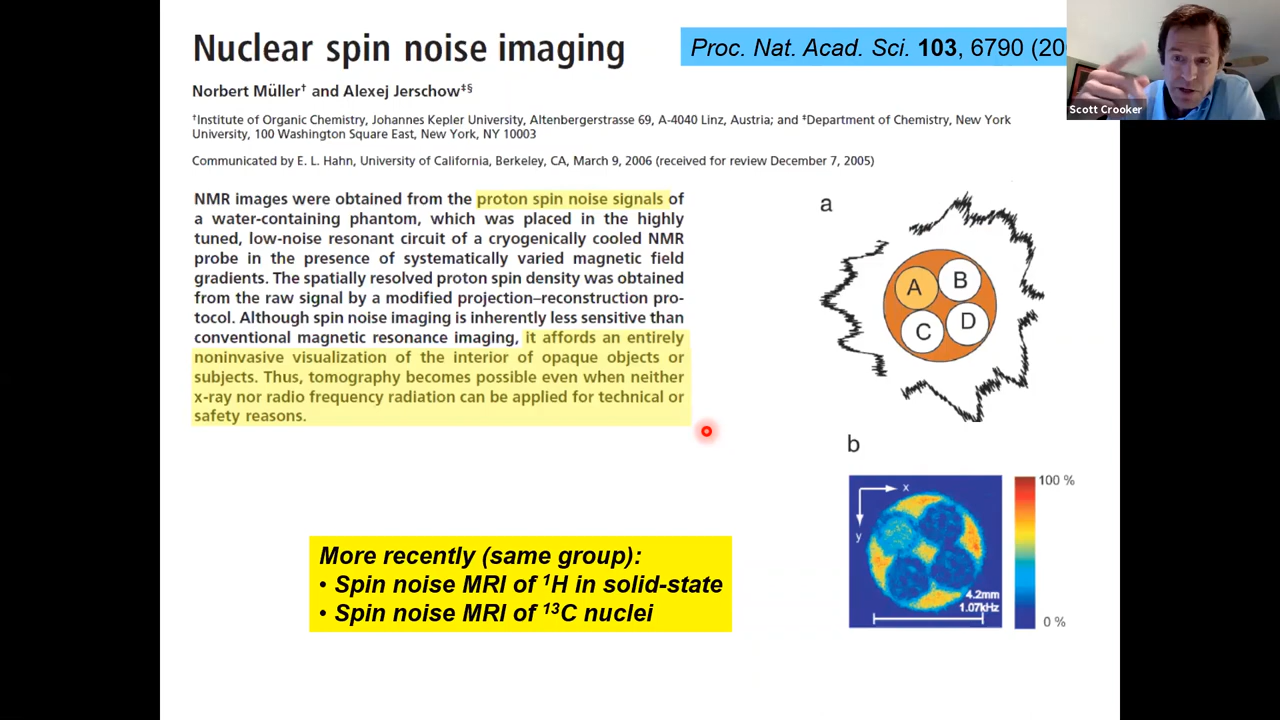 Nuclear spin noise imaging
Proc. Nat. Acad. Sci. 103, 6790 (20
Scott Crooker
Norbert Müller† and Alexej Jerschow‡§
†Institute of Organic Chemistry, Johannes Kepler University, Altenbergerstrasse 69, A-4040 Linz, Austria; and ‡Department of Chemistry, New York
University, 100 Washington Square East, New York, NY 10003
Communicated by E. L. Hahn, University of California, Berkeley, CA, March 9, 2006 (received for review December 7, 2005)
NMR images were obtained from the proton spin noise signals of
a water-containing phantom, which was placed in the highly
tuned, low-noise resonant circuit of a cryogenically cooled NMR
probe in the presence of systematically varied magnetic field
gradients. The spatially resolved proton spin density was obtained
from the raw signal by a modified projection–reconstruction pro-
tocol. Although spin noise imaging is inherently less sensitive than
conventional magnetic resonance imaging, it affords an entirely
noninvasive visualization of the interior of opaque objects or
subjects. Thus, tomography becomes possible even when neither
x-ray nor radio frequency radiation can be applied for technical or
safety reasons.
a
A
B
C
D
b
x
y
4.2mm
1.07kHz
100 %
0 %
More recently (same group):
• Spin noise MRI of ¹H in solid-state
• Spin noise MRI of ¹³C nuclei